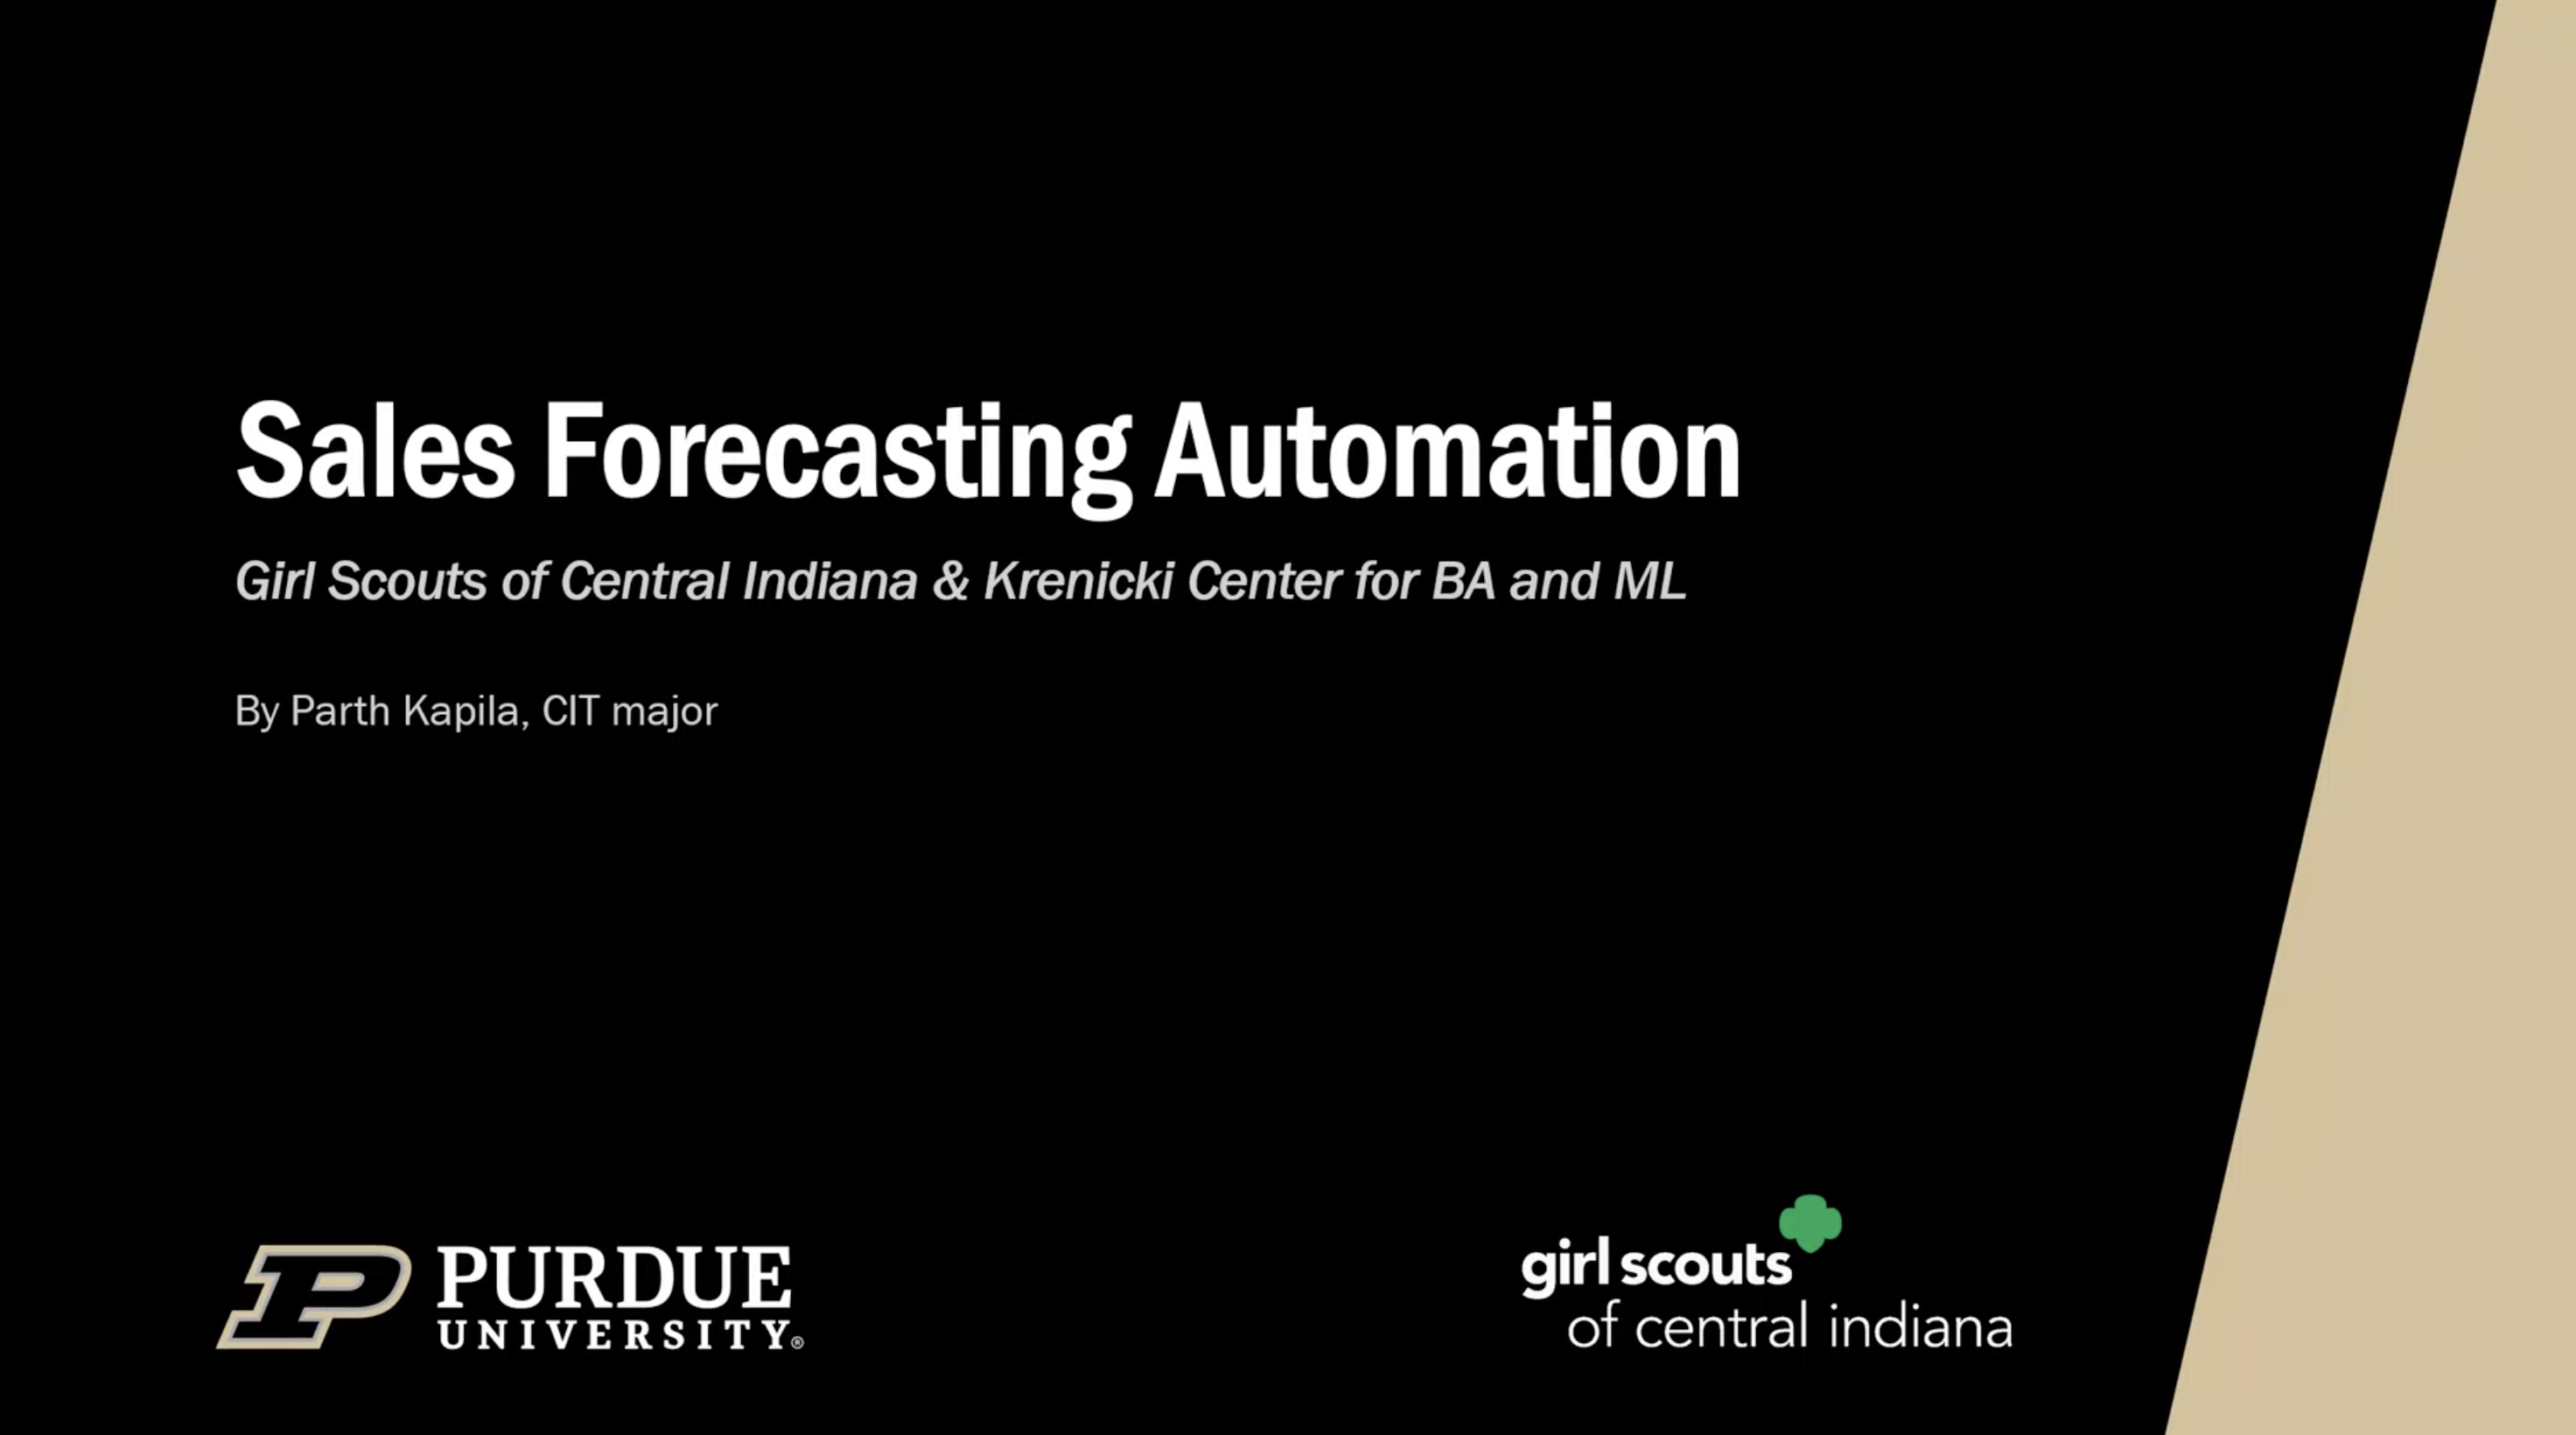 Sales Forecasting Automation
Girl Scouts of Central Indiana & Krenicki Center for BA and ML
By Parth Kapila, CIT major
P PURDUE
UNIVERSITY®
girl scouts
of central indiana